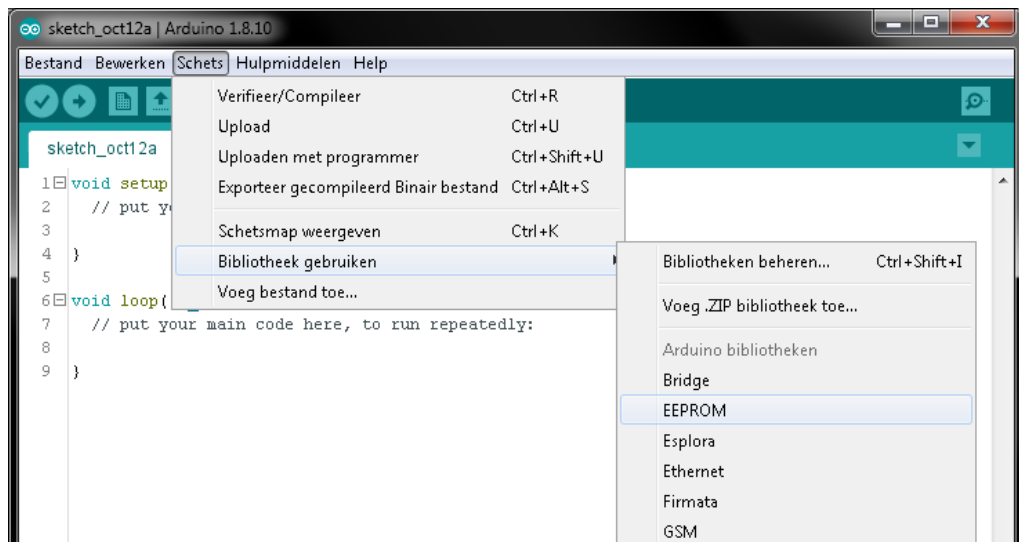 sketch_oct12a | Arduino 1.8.10
Bestand Bewerken Schets Hulpmiddelen Help
Verifieer/Compileer Ctrl+R
Upload Ctrl+U
Uploaden met programmer Ctrl+Shift+U
Exporteer gecompileerd Binair bestand Ctrl+Alt+S
Schetsmap weergeven Ctrl+K
Bibliotheek gebruiken
Voeg bestand toe...
Bibliotheken beheren... Ctrl+Shift+I
Voeg .ZIP bibliotheek toe...
Arduino bibliotheken
Bridge
EEPROM
Esplora
Ethernet
Firmata
GSM
sketch_oct12a
1 void setup
2 // put y
3
4 }
5
6 void loop(
7 // put your main code here, to run repeatedly:
8
9 }